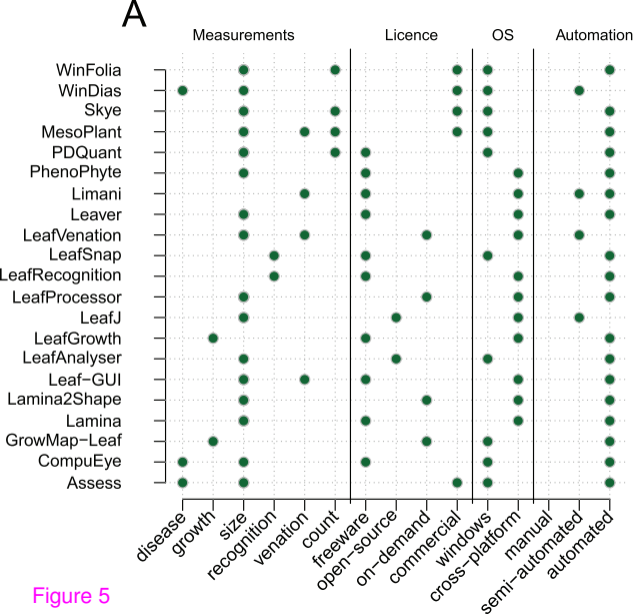 A
Measurements Licence OS Automation
WinFolia
WinDias
Skye
MesoPlant
PDQuant
PhenoPhyte
Limani
Leaver
LeafVenation
LeafSnap
LeafRecognition
LeafProcessor
LeafJ
LeafGrowth
LeafAnalyser
Leaf−GUI
Lamina2Shape
Lamina
GrowMap−Leaf
CompuEye
Assess
disease growth size recognition venation count freeware open−source on−demand commercial windows cross−platform manual semi−automated automated
Figure 5